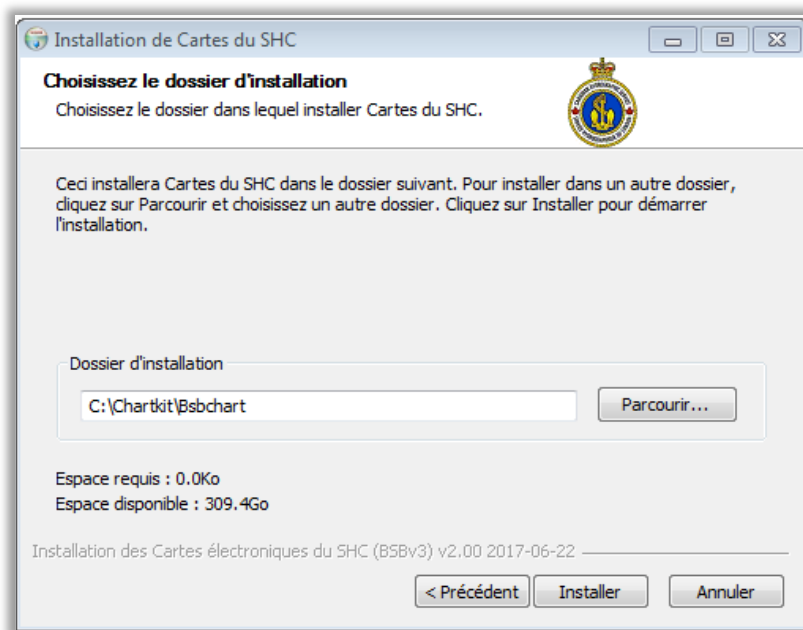 Installation de Cartes du SHC
Choisissez le dossier d'installation
Choisissez le dossier dans lequel installer Cartes du SHC.
Ceci installera Cartes du SHC dans le dossier suivant. Pour installer dans un autre dossier,
cliquez sur Parcourir et choisissez un autre dossier. Cliquez sur Installer pour démarrer
l'installation.
Dossier d'installation
C:\Chartkit\Bsbchart
Parcourir...
Espace requis : 0.0Ko
Espace disponible : 309.4Go
Installation des Cartes électroniques du SHC (BSBv3) v2.00 2017-06-22
< Précédent
Installer
Annuler